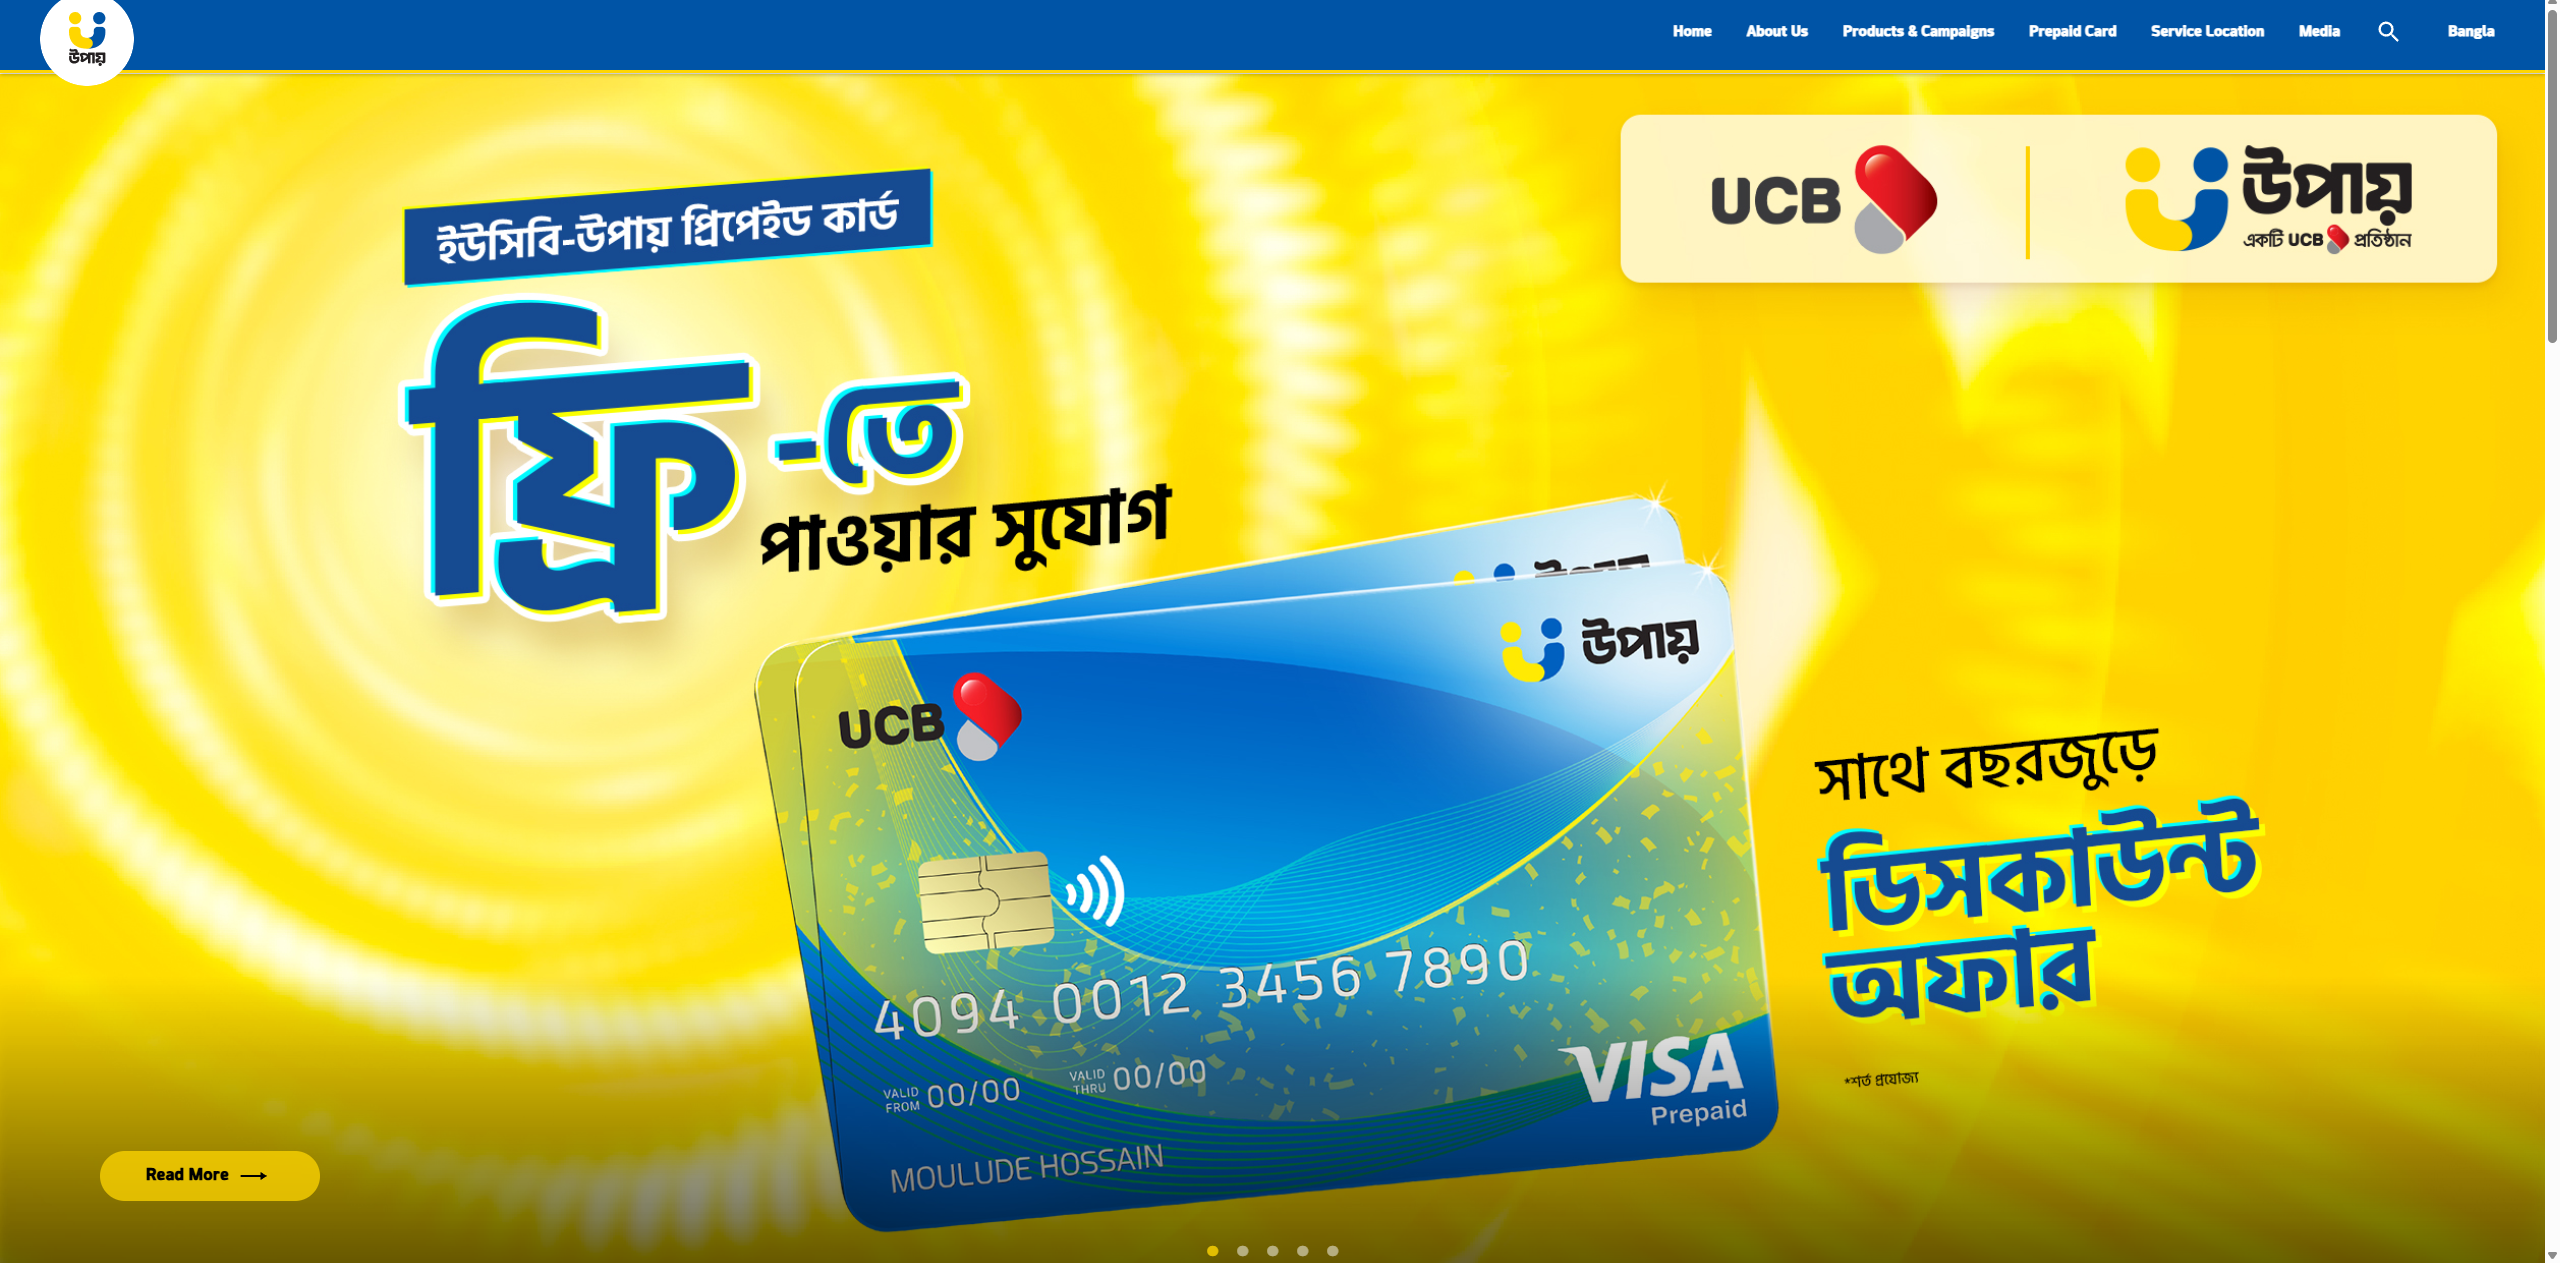 উপায়
Home About Us Products & Campaigns Prepaid Card Service Location Media Bangla
UCB
উপায়
একটি UCB প্রতিষ্ঠান
ইউসিবি-উপায় প্রিপেইড কার্ড
ফ্রি-তে
পাওয়ার সুযোগ
উপায়
উপায়
UCB
4094 0012 3456 7890
VALID FROM 00/00 VALID THRU 00/00
VISA
Prepaid
MOULUDE HOSSAIN
সাথে বছরজুড়ে
ডিসকাউন্ট
অফার
*শর্ত প্রযোজ্য
Read More